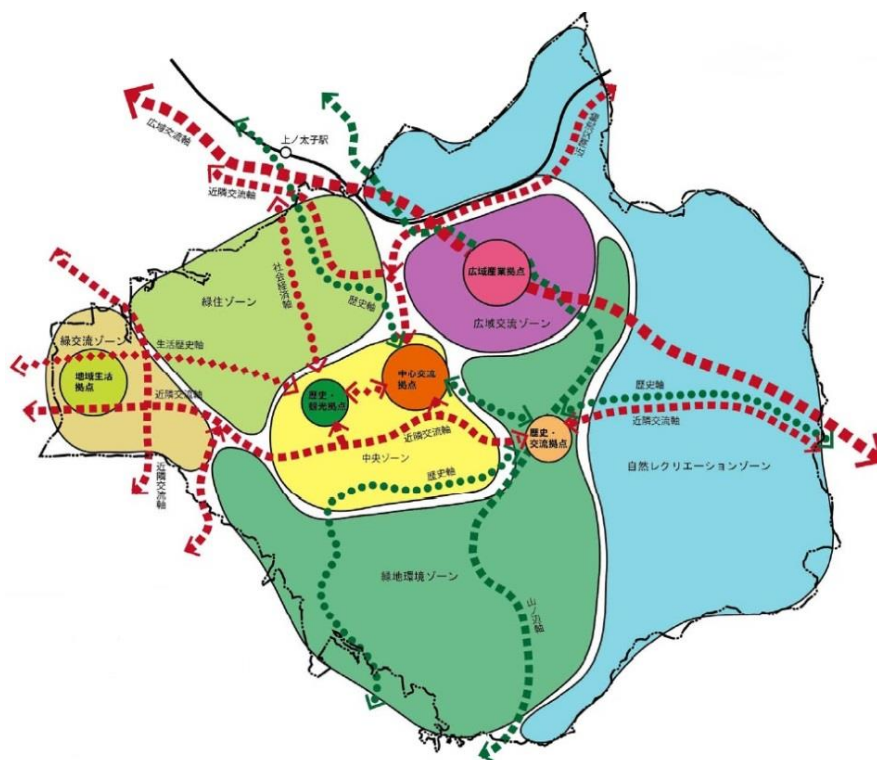 上ノ太子駅
広域交流軸
近隣交流軸
近隣交流軸
社会経済軸
歴史軸
緑住ゾーン
広域産業拠点
広域交流ゾーン
緑交流ゾーン
生活歴史軸
地域生活
拠点
近隣交流軸
歴史・
観光拠点
中心交流
拠点
歴史軸
近隣交流軸
近隣交流軸
歴史・
交流拠点
中央ゾーン
自然レクリエーションゾーン
近隣交流軸
歴史軸
緑地環境ゾーン
山ノ辺軸